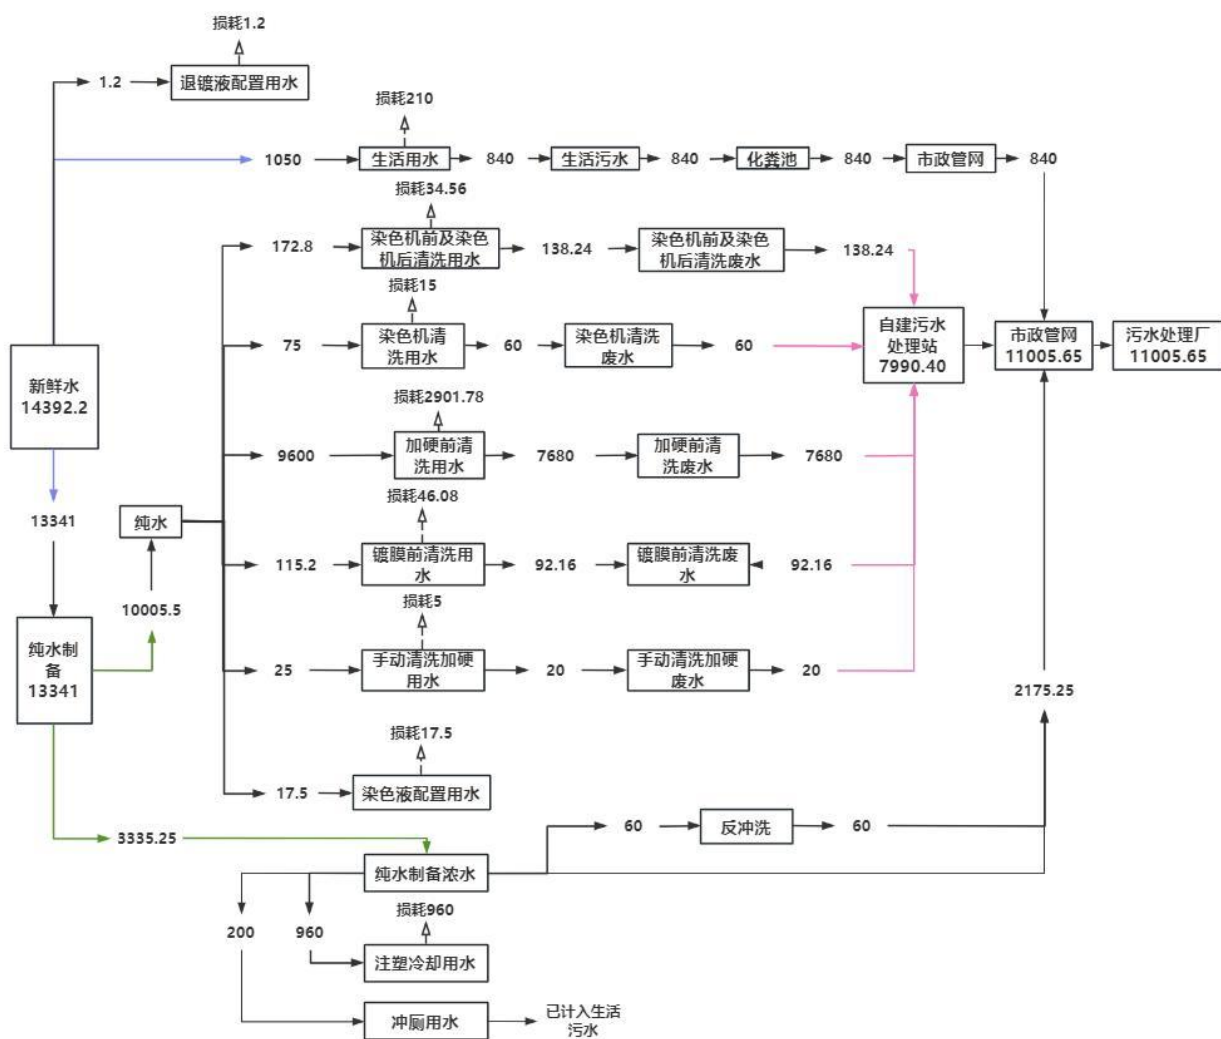 损耗1.2
1.2
退镀液配置用水
损耗210
1050
生活用水
840
生活污水
840
化粪池
840
市政管网
840
损耗34.56
172.8
染色机前及染色
机后清洗用水
138.24
染色机前及染色
机后清洗废水
138.24
损耗15
75
染色机清
洗用水
60
染色机清洗
废水
60
自建污水
处理站
7990.40
市政管网
11005.65
污水处理厂
11005.65
新鲜水
14392.2
损耗2901.78
9600
加硬前清
洗用水
7680
加硬前清
洗废水
7680
13341
纯水
损耗46.08
115.2
镀膜前清洗用
水
92.16
镀膜前清洗废
水
92.16
10005.5
纯水制
备
13341
损耗5
25
手动清洗加硬
用水
20
手动清洗加硬
废水
20
2175.25
损耗17.5
17.5
染色液配置用水
3335.25
60
反冲洗
60
纯水制备浓水
损耗960
200
960
注塑冷却用水
冲厕用水
已计入生活
污水